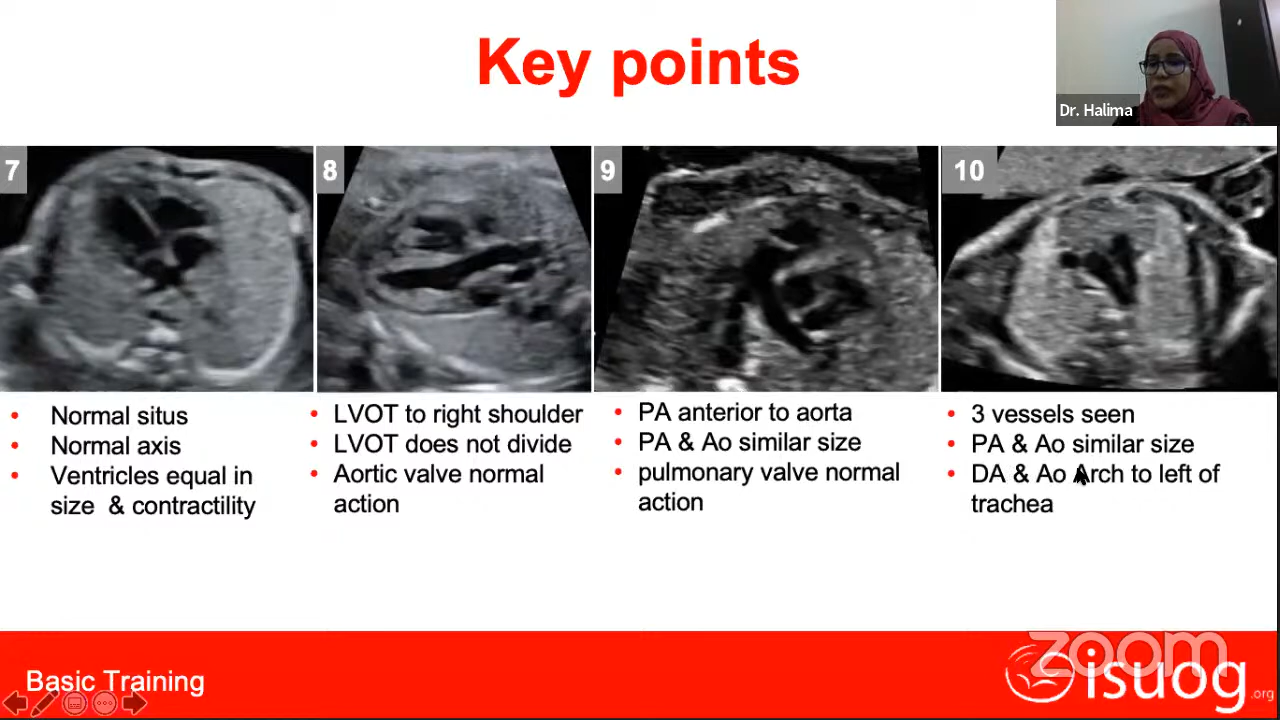 Key points
Dr. Halima
7
8
9
10
• Normal situs
• Normal axis
• Ventricles equal in
size & contractility
• LVOT to right shoulder
• LVOT does not divide
• Aortic valve normal
action
• PA anterior to aorta
• PA & Ao similar size
• pulmonary valve normal
action
• 3 vessels seen
• PA & Ao similar size
• DA & Ao Arch to left of
trachea
Basic Training
zoom
isuog.org